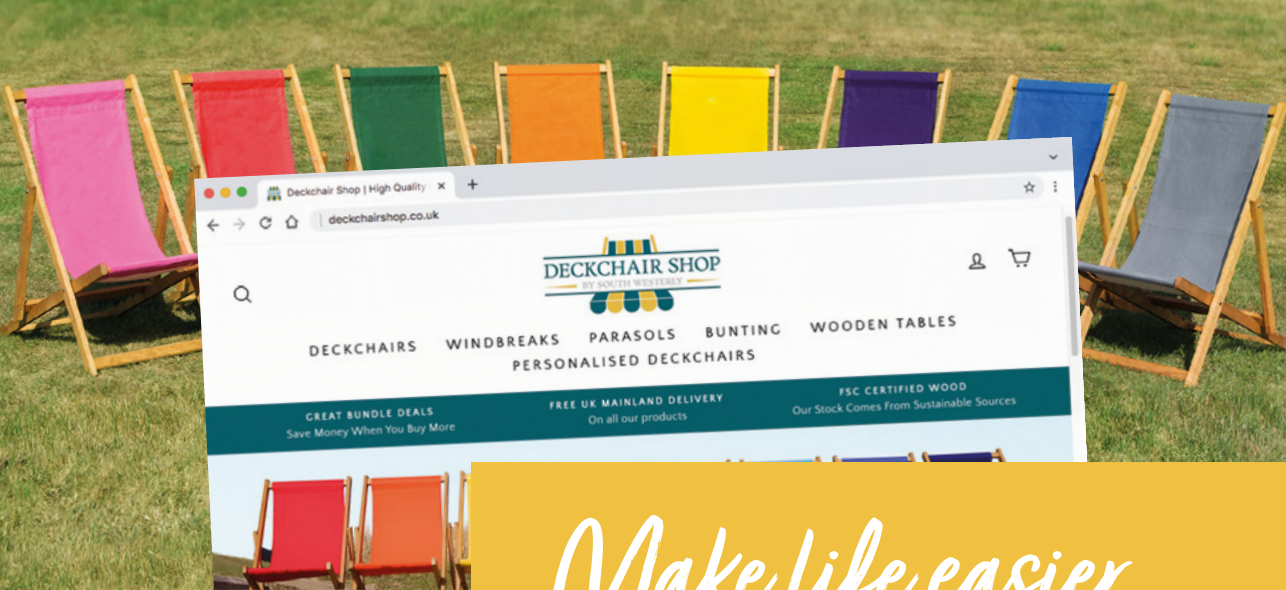 Deckchair Shop | High Quality
deckchairshop.co.uk
DECKCHAIR SHOP
BY SOUTH WESTERLY
DECKCHAIRS WINDBREAKS PARASOLS BUNTING WOODEN TABLES
PERSONALISED DECKCHAIRS
GREAT BUNDLE DEALS
Save Money When You Buy More
FREE UK MAINLAND DELIVERY
On all our products
FSC CERTIFIED WOOD
Our Stock Comes From Sustainable Sources
Make life easier